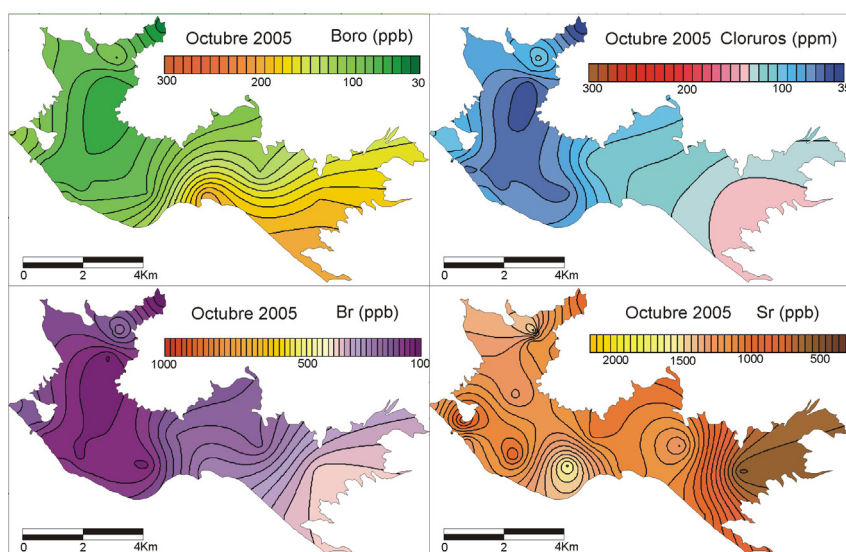 Octubre 2005 Boro (ppb)
300 200 100 30
0 2 4Km
Octubre 2005 Cloruros (ppm)
300 200 100 35
0 2 4Km
Octubre 2005 Br (ppb)
1000 500 100
0 2 4Km
Octubre 2005 Sr (ppb)
2000 1500 1000 500
0 2 4Km